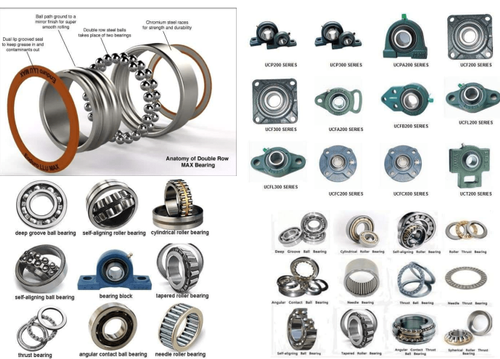 Ball path ground to a
mirror finish for super
smooth rolling
Chromium steel races
for strength and durability
Dual lip grooved seal
to keep grease in and
contaminants out
Double row steel balls
takes place of two bearings
Anatomy of Double Row
MAX Bearing
UCP200 SERIES
UCP300 SERIES
UCPA200 SERIES
UCF200 SERIES
UCF300 SERIES
UCFA200 SERIES
UCFB200 SERIES
UCFL200 SERIES
UCFL300 SERIES
UCFC200 SERIES
UCFCX00 SERIES
UCT200 SERIES
deep groove ball bearing
self-aligning roller bearing
cylindrical roller bearing
self-aligning ball bearing
bearing block
tapered roller bearing
thrust bearing
angular contact ball bearing
needle roller bearing
Deep Groove Ball Bearing
Cylindrical Roller Bearing
Self-aligning Roller Bearing
Roller Thrust Bearing
Angular Contact Ball Bearing
Needle Bearing
Thrust Ball Bearing
Needle Thrust Bearing
Self-aligning Ball Bearing
Tapered Roller Bearing
Angular Contact Thrust Ball Bearing
Spherical Roller Thrust Bearing